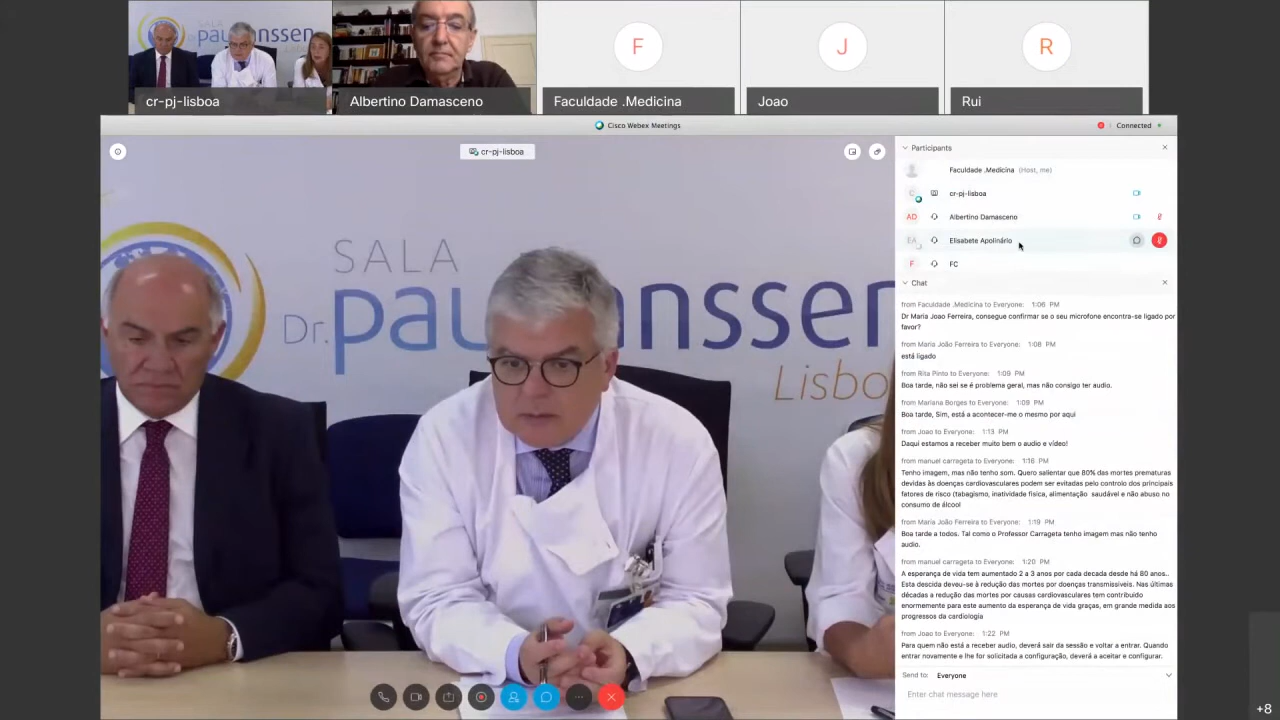 pau
nssen
cr-pj-lisboa
Albertino Damasceno
Faculdade .Medicina
Joao
Rui
F
J
R
Cisco Webex Meetings
Connected
cr-pj-lisboa
SALA
Dr.
pau
anssen
Lisbo
Participants
Faculdade .Medicina (Host, me)
C
cr-pj-lisboa
AD
Albertino Damasceno
EA
Elisabete Apolinário
F
FC
Chat
from Faculdade .Medicina to Everyone: 1:06 PM
Dr Maria Joao Ferreira, consegue confirmar se o seu microfone encontra-se ligado por
favor?
from Maria João Ferreira to Everyone: 1:08 PM
está ligado
from Rita Pinto to Everyone: 1:09 PM
Boa tarde, não sei se é problema geral, mas não consigo ter audio.
from Mariana Borges to Everyone: 1:09 PM
Boa tarde, Sim, está a acontecer-me o mesmo por aqui
from Joao to Everyone: 1:13 PM
Daqui estamos a receber muito bem o audio e vídeo!
from manuel carrageta to Everyone: 1:16 PM
Tenho imagem, mas não tenho som. Quero salientar que 80% das mortes prematuras
devidas às doenças cardiovasculares podem ser evitados pelo controlo dos principais
fatores de risco (tabagismo, inatividade física, alimentação saudável e não abuso no
consumo de álcool
from Maria João Ferreira to Everyone: 1:19 PM
Boa tarde a todos. Tal como o Professor Carrageta tenho imagem mas não tenho
audio.
from manuel carrageta to Everyone: 1:20 PM
A esperança de vida tem aumentado 2 a 3 anos por cada decada desde há 80 anos..
Esta descida deveu-se à redução das mortes por doenças transmissíveis. Nas últimas
décadas a redução das mortes por causas cardiovasculares tem contribuido
enormemente para este aumento da esperança de vida graças, em grande medida aos
progressos da cardiologia
from Joao to Everyone: 1:22 PM
Para quem não está a receber audio, deverá sair da sessão e voltar a entrar. Quando
entrar novamente e lhe for solicitada a configuração, deverá a aceitar e configurar.
Send to: Everyone
Enter chat message here
+8